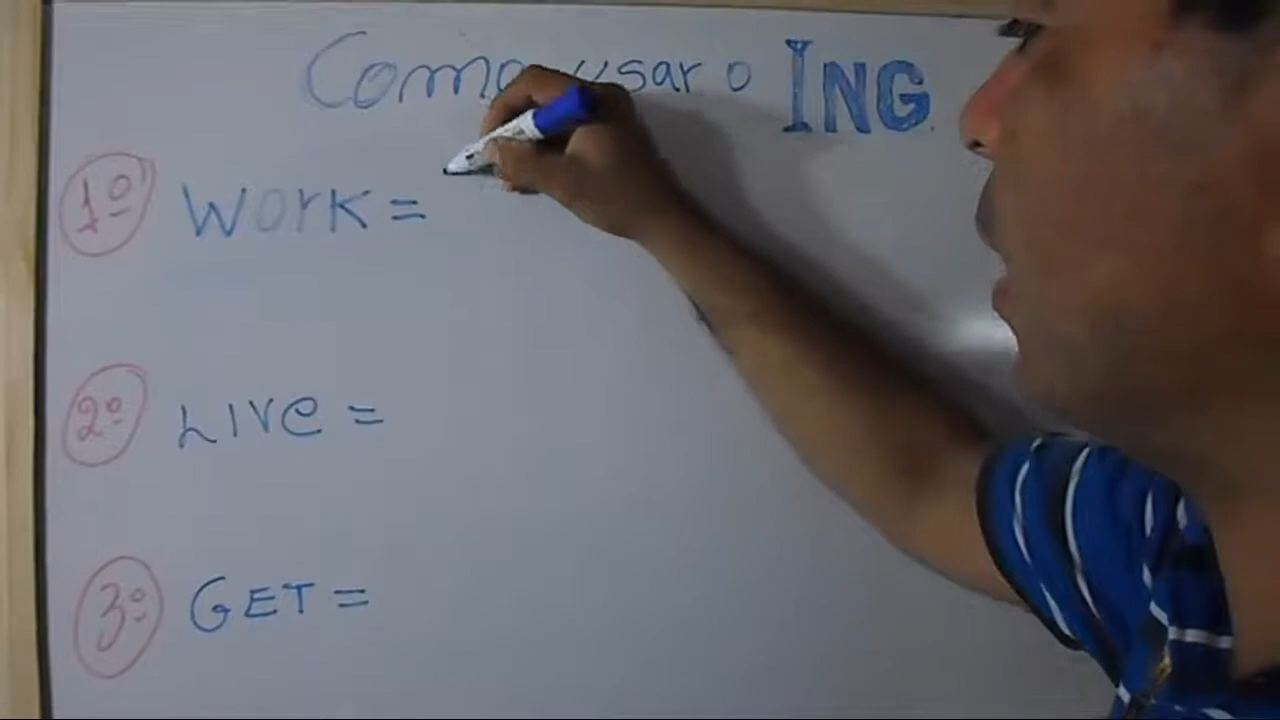 Como usar o ING
1º WORK =
2º LIVE =
3º GET =